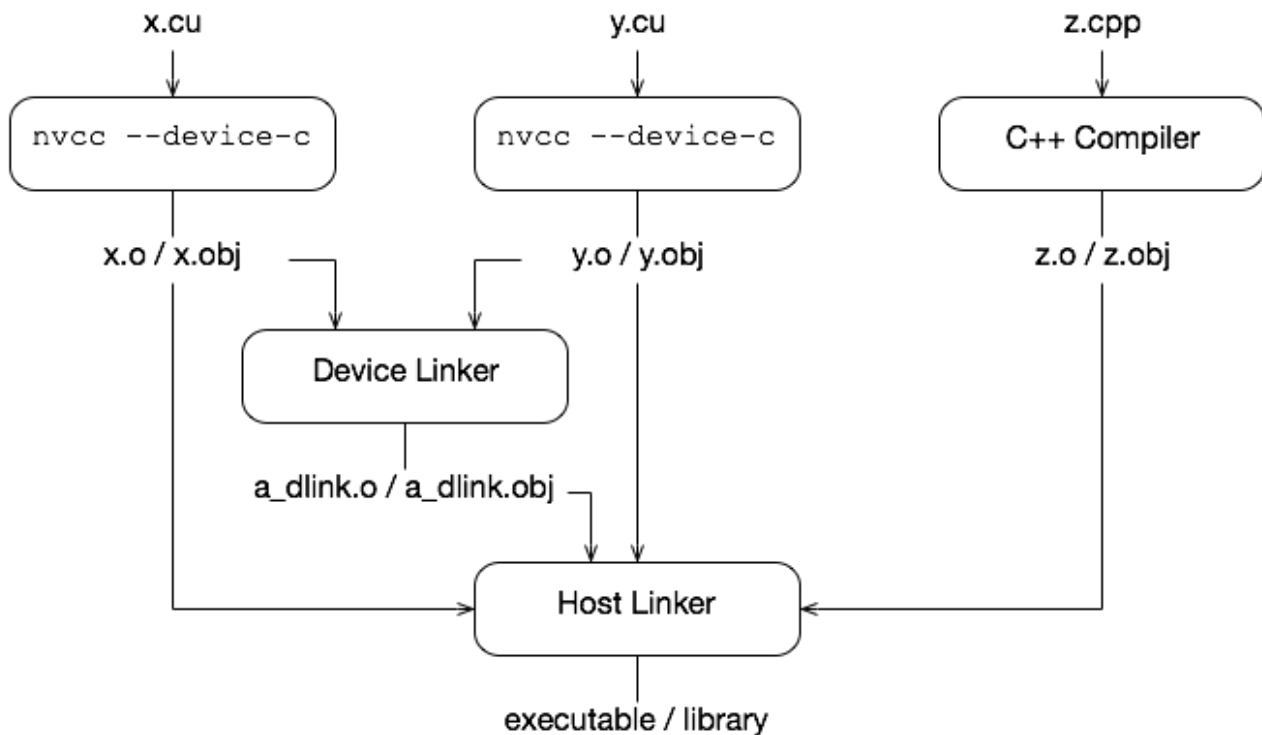 x.cu
y.cu
z.cpp
nvcc --device-c
nvcc --device-c
C++ Compiler
x.o / x.obj
y.o / y.obj
z.o / z.obj
Device Linker
a_dlink.o / a_dlink.obj
Host Linker
executable / library